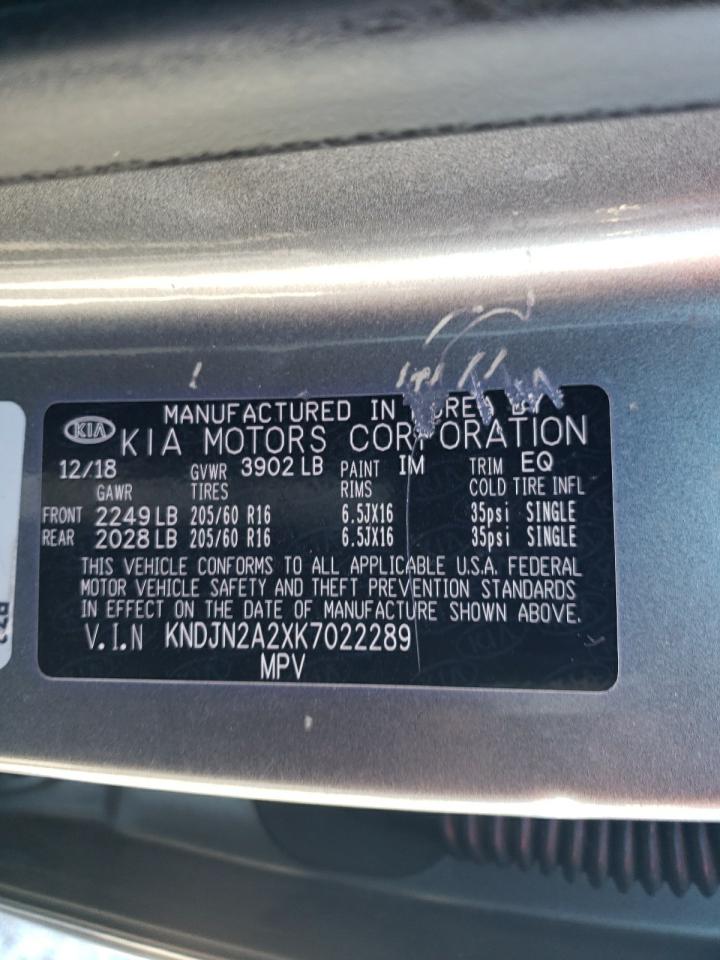 MANUFACTURED IN BY
KIA KIA MOTORS CORPORATION
12/18 GVWR 3902 LB PAINT IM TRIM EQ
GAWR TIRES RIMS COLD TIRE INFL
FRONT 2249 LB 205/60 R16 6.5JX16 35psi SINGLE
REAR 2028 LB 205/60 R16 6.5JX16 35psi SINGLE
THIS VEHICLE CONFORMS TO ALL APPLICABLE U.S.A. FEDERAL
MOTOR VEHICLE SAFETY AND THEFT PREVENTION STANDARDS
IN EFFECT ON THE DATE OF MANUFACTURE SHOWN ABOVE.
V.I.N KNDJN2A2XK7022289
MPV